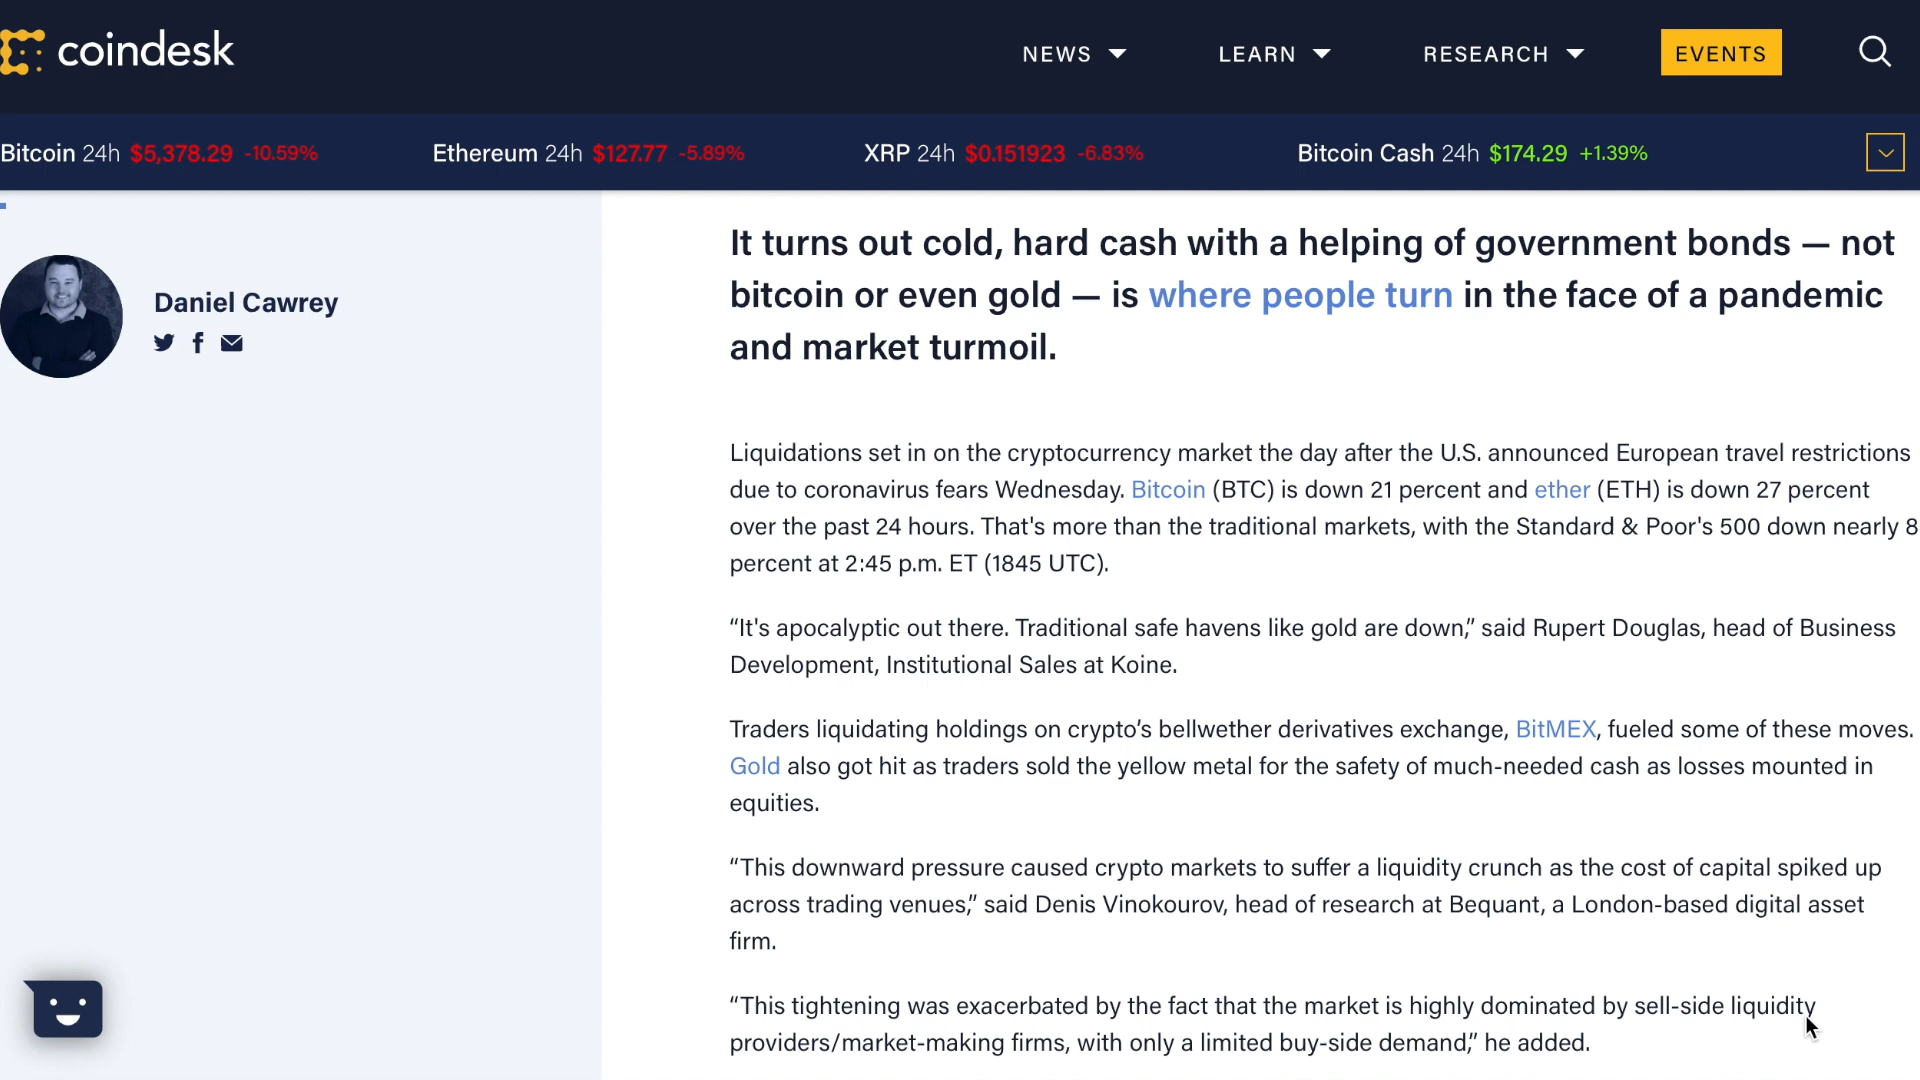 coindesk
NEWS
LEARN
RESEARCH
EVENTS
Bitcoin 24h $5,378.29 -10.59%
Ethereum 24h $127.77 -5.89%
XRP 24h $0.151923 -6.83%
Bitcoin Cash 24h $174.29 +1.39%
Daniel Cawrey
It turns out cold, hard cash with a helping of government bonds — not
bitcoin or even gold — is where people turn in the face of a pandemic
and market turmoil.
Liquidations set in on the cryptocurrency market the day after the U.S. announced European travel restrictions
due to coronavirus fears Wednesday. Bitcoin (BTC) is down 21 percent and ether (ETH) is down 27 percent
over the past 24 hours. That's more than the traditional markets, with the Standard & Poor's 500 down nearly 8
percent at 2:45 p.m. ET (1845 UTC).
“It's apocalyptic out there. Traditional safe havens like gold are down,” said Rupert Douglas, head of Business
Development, Institutional Sales at Koine.
Traders liquidating holdings on crypto’s bellwether derivatives exchange, BitMEX, fueled some of these moves.
Gold also got hit as traders sold the yellow metal for the safety of much-needed cash as losses mounted in
equities.
“This downward pressure caused crypto markets to suffer a liquidity crunch as the cost of capital spiked up
across trading venues,” said Denis Vinokourov, head of research at Bequant, a London-based digital asset
firm.
“This tightening was exacerbated by the fact that the market is highly dominated by sell-side liquidity
providers/market-making firms, with only a limited buy-side demand,” he added.